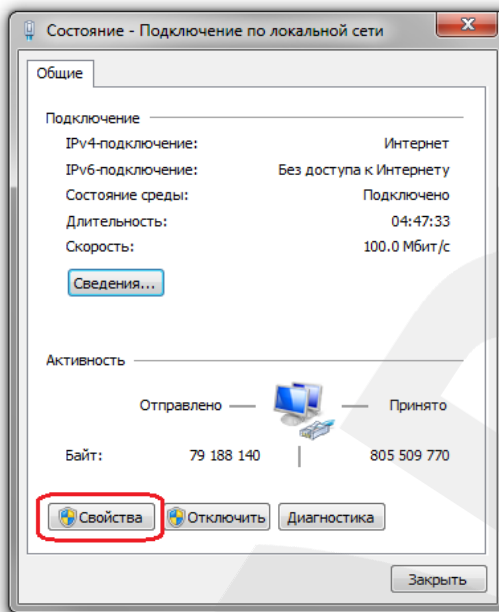 Состояние - Подключение по локальной сети
Общие
Подключение
IPv4-подключение: Интернет
IPv6-подключение: Без доступа к Интернету
Состояние среды: Подключено
Длительность: 04:47:33
Скорость: 100.0 Мбит/с
Сведения...
Активность
Отправлено — — Принято
Байт: 79 188 140 | 805 509 770
Свойства Отключить Диагностика
Закрыть